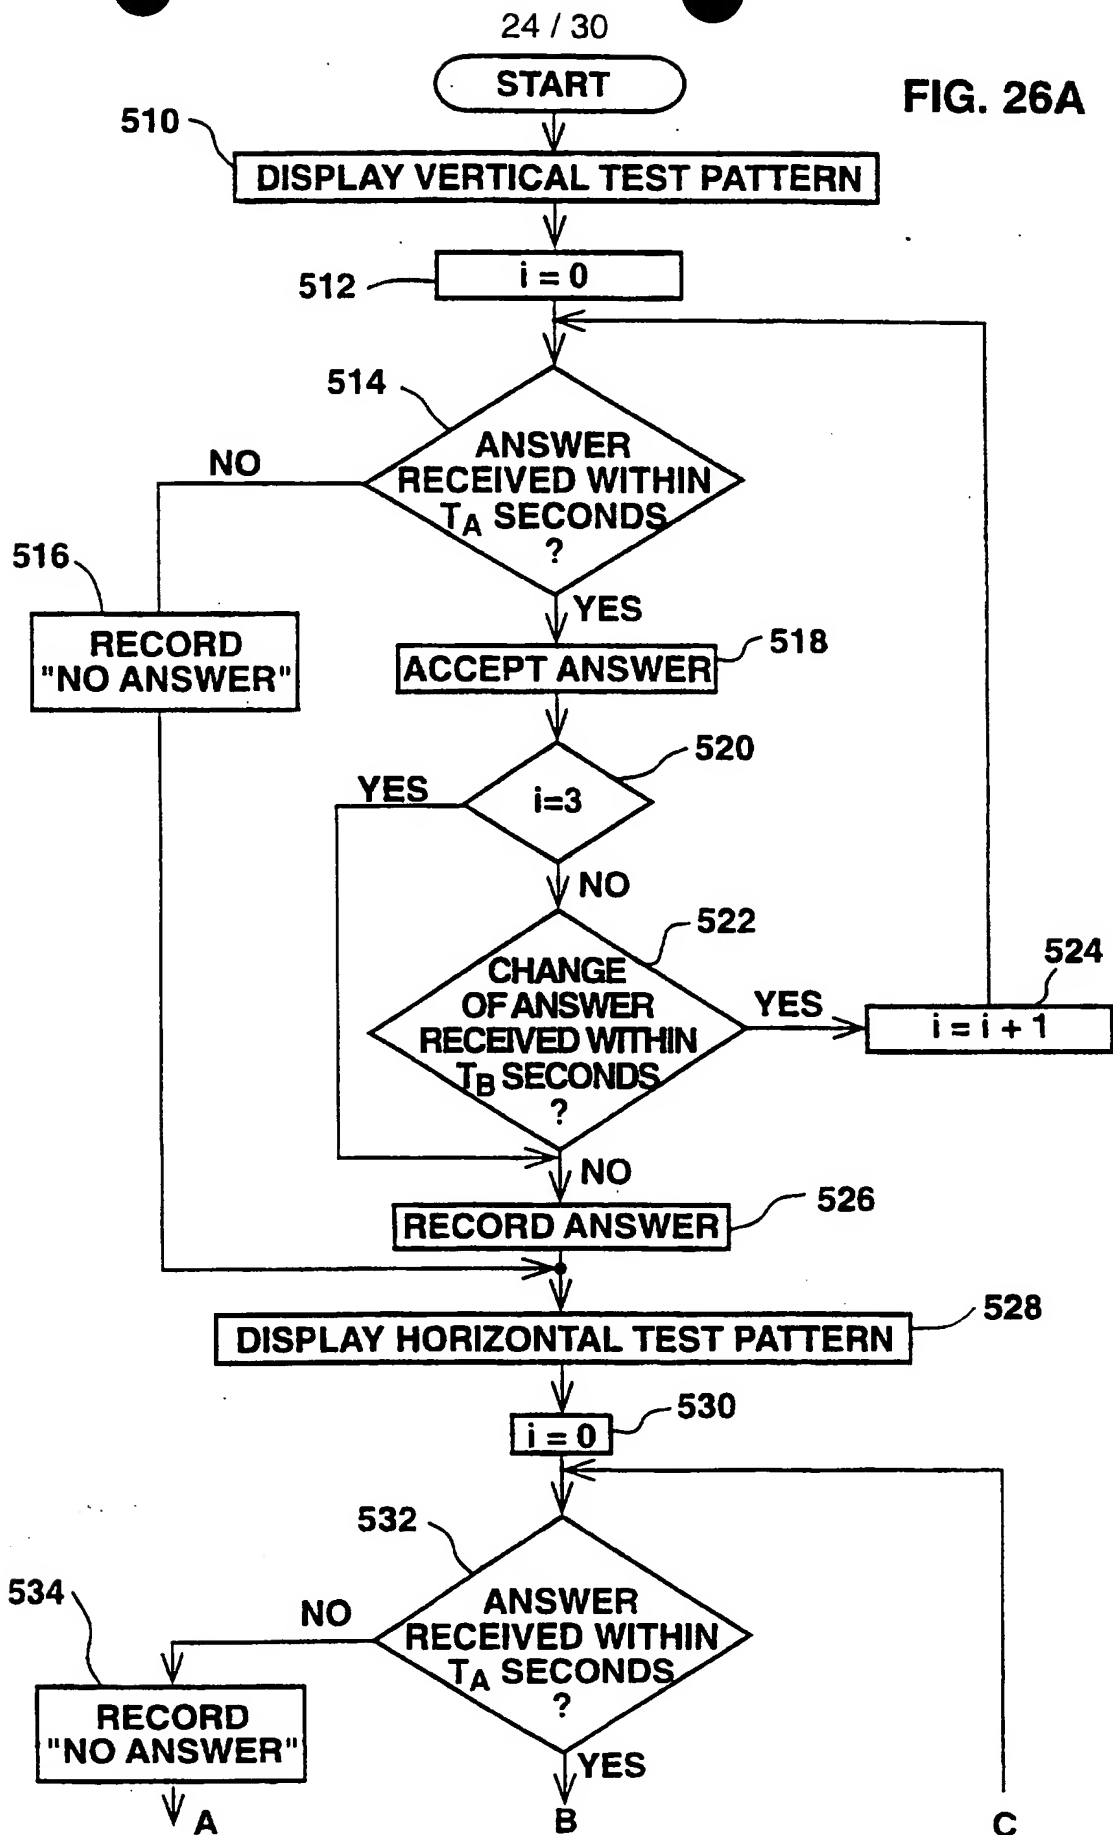 24 / 30
START
FIG. 26A
510
DISPLAY VERTICAL TEST PATTERN
512
i = 0
514
ANSWER
RECEIVED WITHIN
TA SECONDS
?
NO
YES
516
RECORD
"NO ANSWER"
518
ACCEPT ANSWER
520
i=3
YES
NO
522
CHANGE
OF ANSWER
RECEIVED WITHIN
TB SECONDS
?
YES
524
i = i + 1
NO
526
RECORD ANSWER
528
DISPLAY HORIZONTAL TEST PATTERN
530
i = 0
532
ANSWER
RECEIVED WITHIN
TA SECONDS
?
NO
534
RECORD
"NO ANSWER"
YES
A
B
C